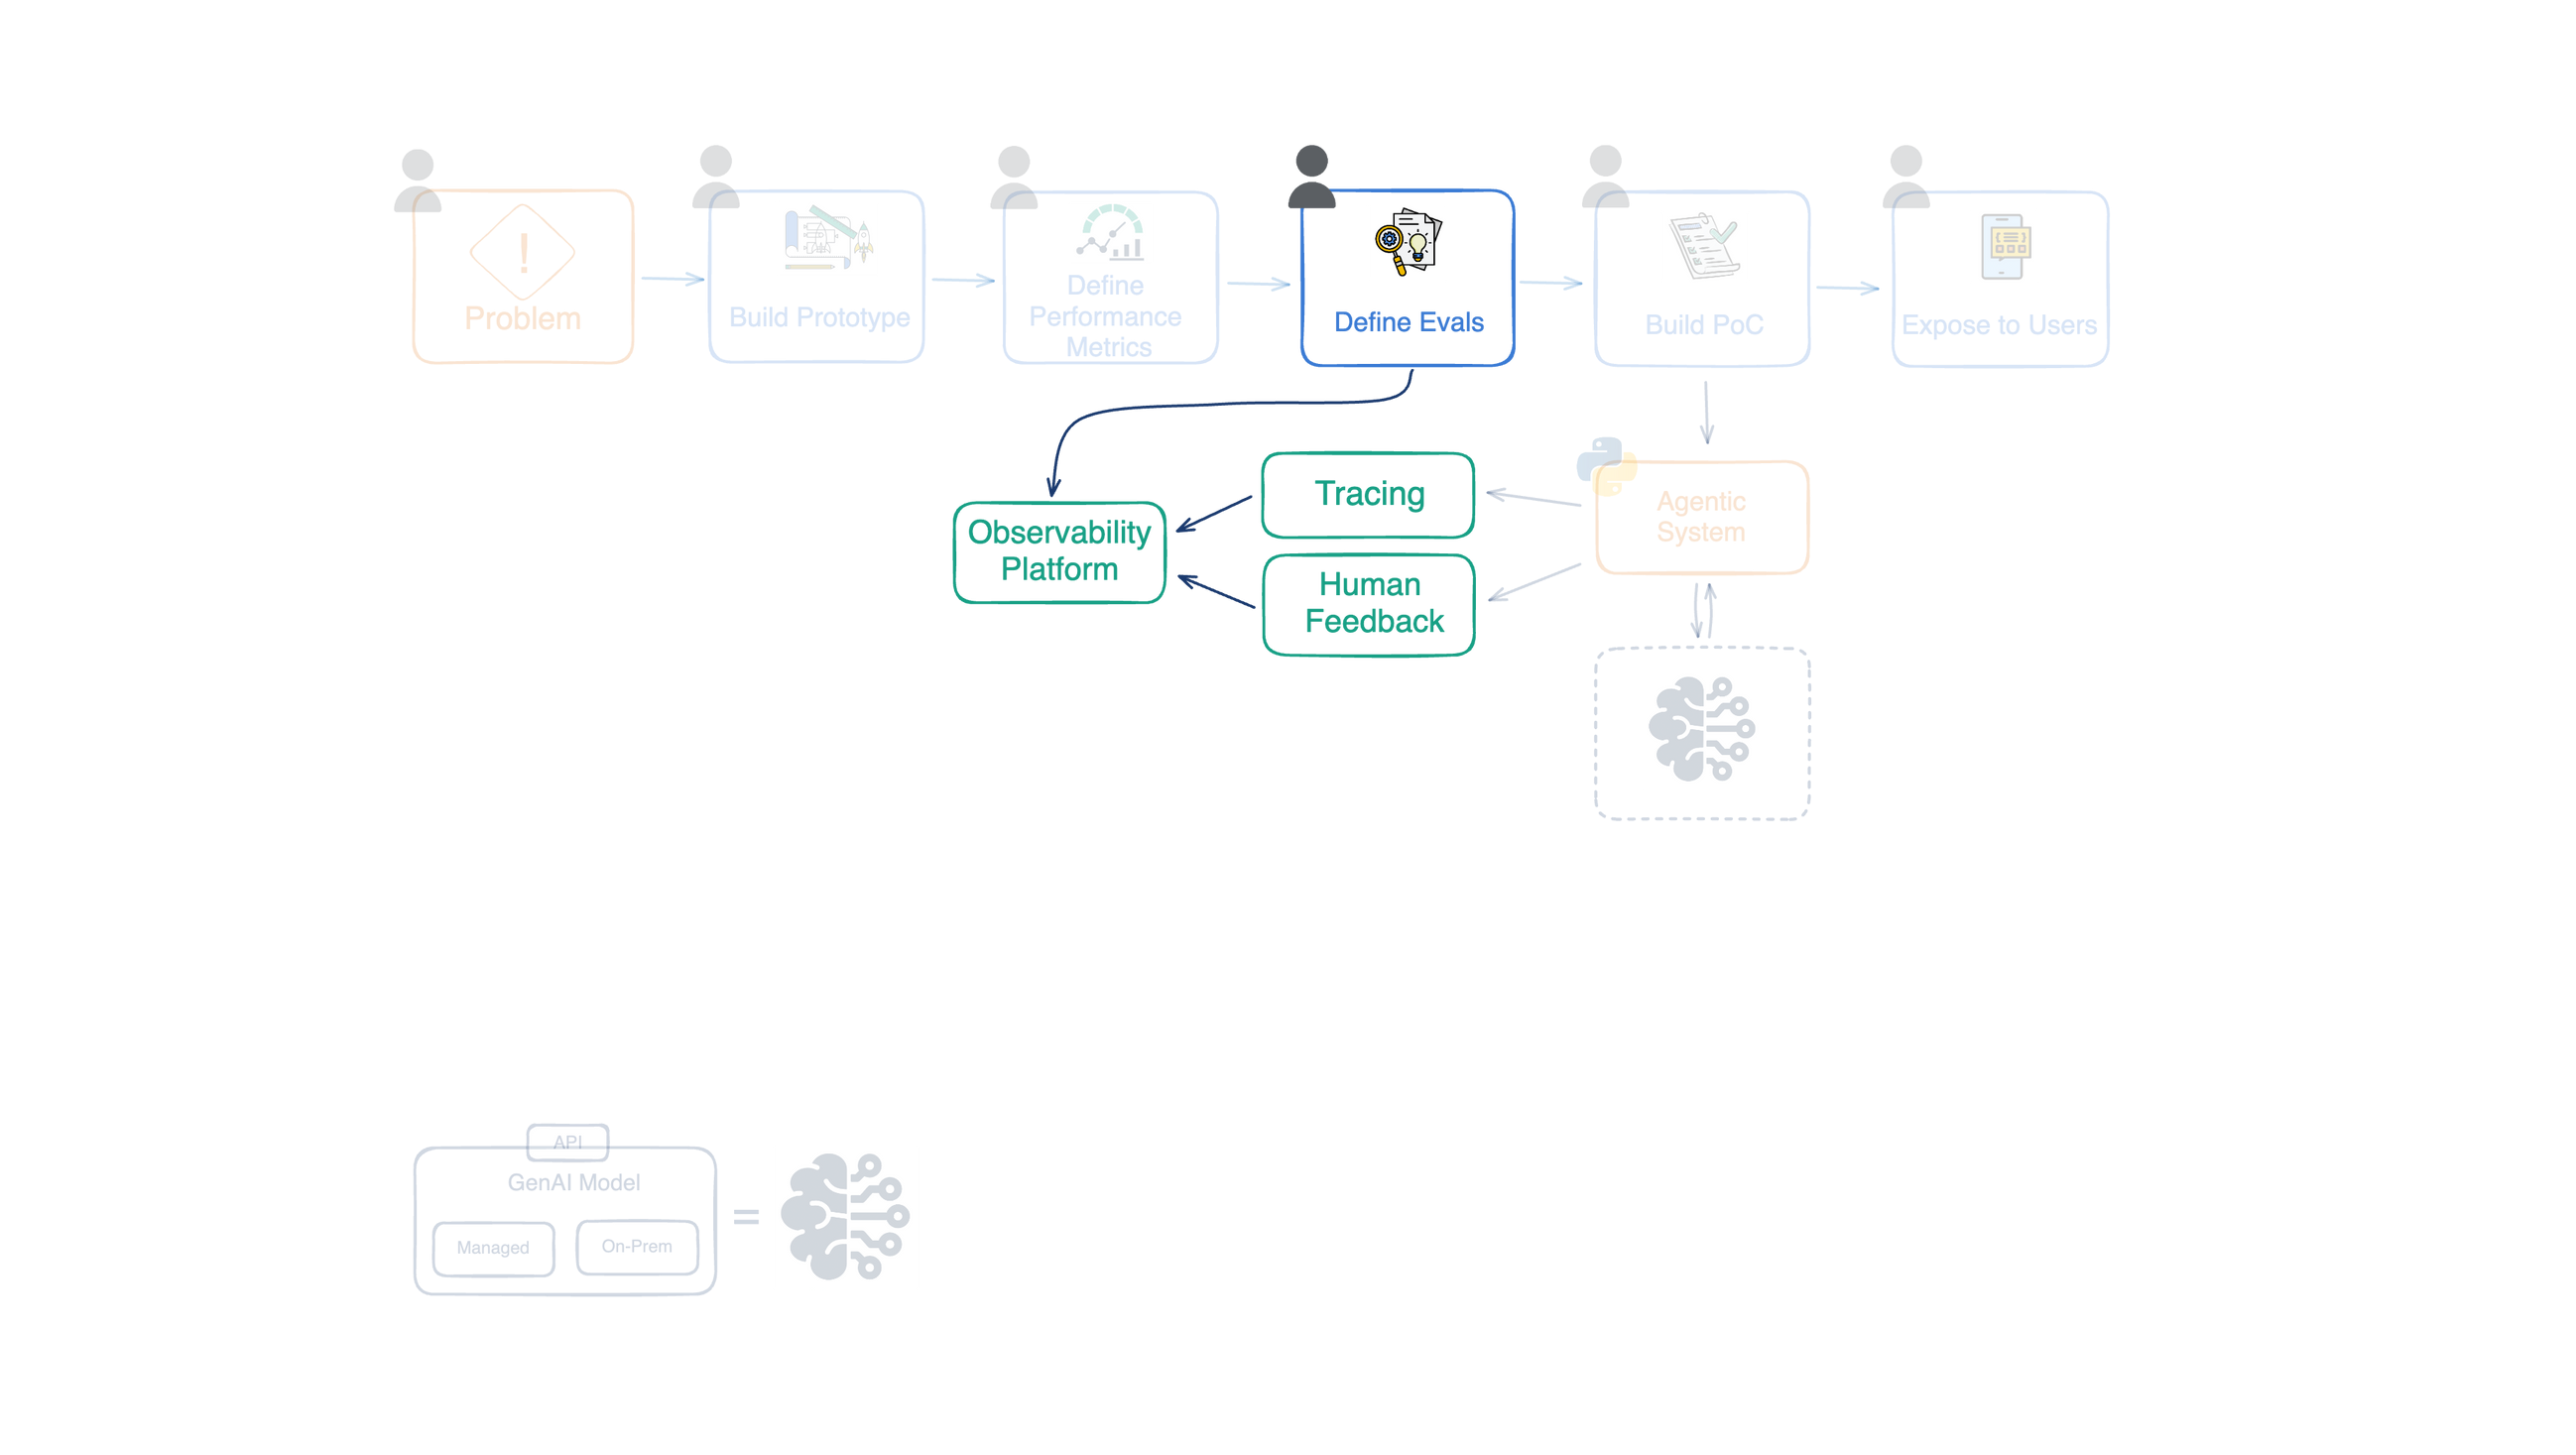 Problem
Build Prototype
Define
Performance
Metrics
Define Evals
Build PoC
Expose to Users
Observability
Platform
Tracing
Human
Feedback
Agentic
System
API
GenAI Model
Managed
On-Prem
=